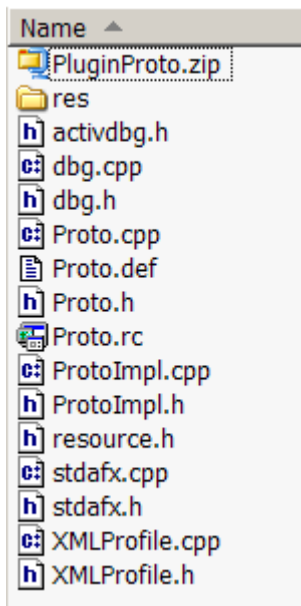 Name
PluginProto.zip
res
activdbg.h
dbg.cpp
dbg.h
Proto.cpp
Proto.def
Proto.h
Proto.rc
ProtoImpl.cpp
ProtoImpl.h
resource.h
stdafx.cpp
stdafx.h
XMLProfile.cpp
XMLProfile.h